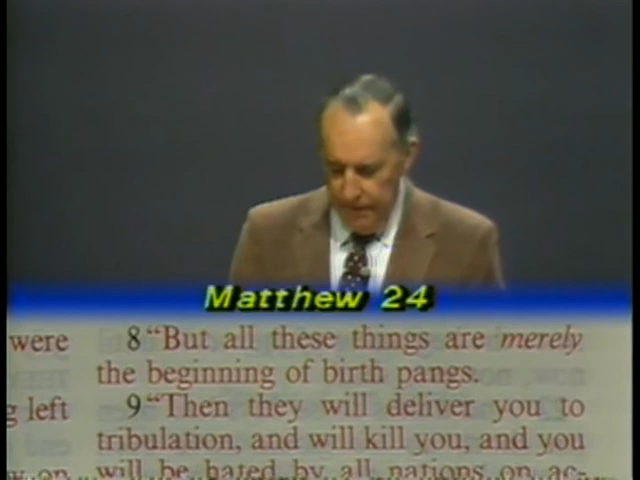 Matthew 24
were
8 “But all these things are merely
the beginning of birth pangs.
g left
9 “Then they will deliver you to
tribulation, and will kill you, and you
will be hated by all nations on ac-